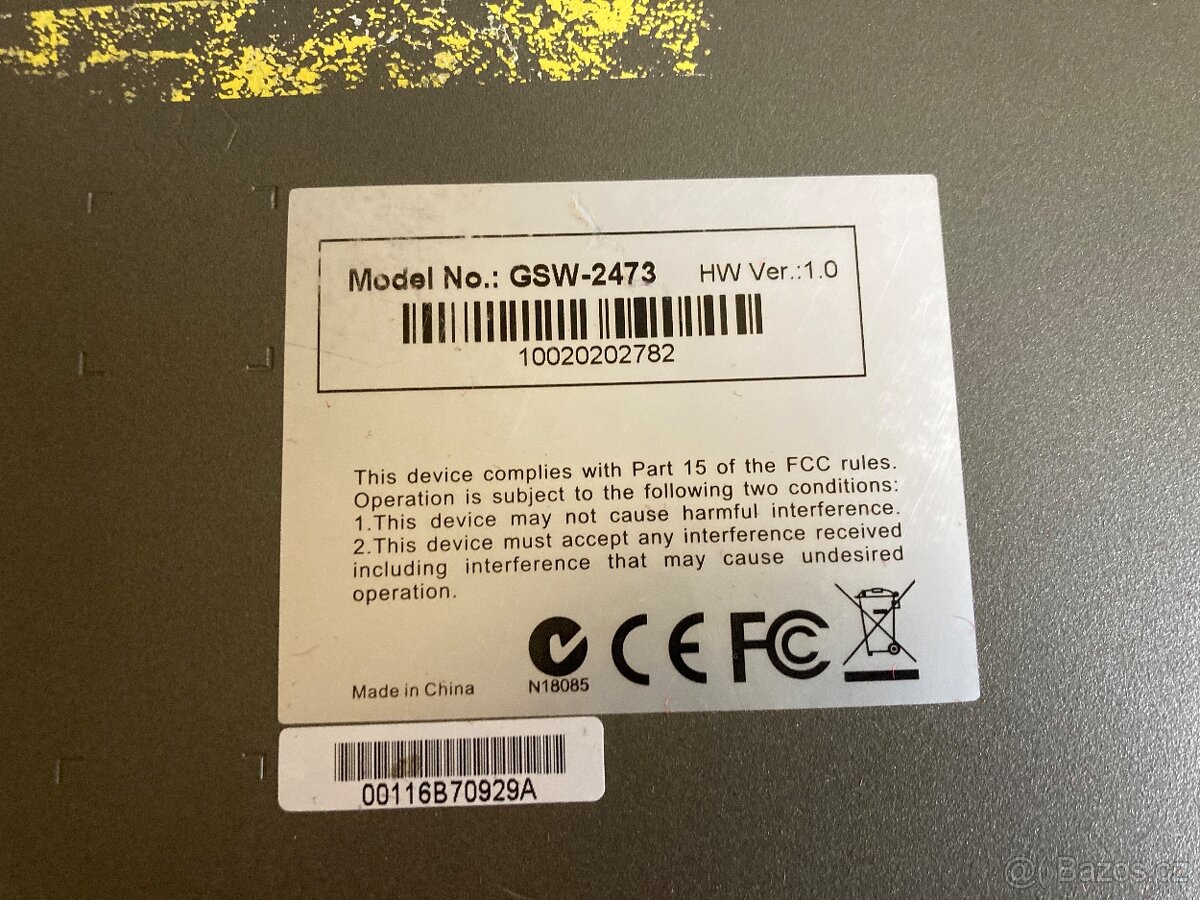 Model No.: GSW-2473 HW Ver.:1.0
10020202782
This device complies with Part 15 of the FCC rules.
Operation is subject to the following two conditions:
1.This device may not cause harmful interference.
2.This device must accept any interference received
including interference that may cause undesired
operation.
Made in China
N18085
CE FC
00116B70929A
@ Bazos.cz